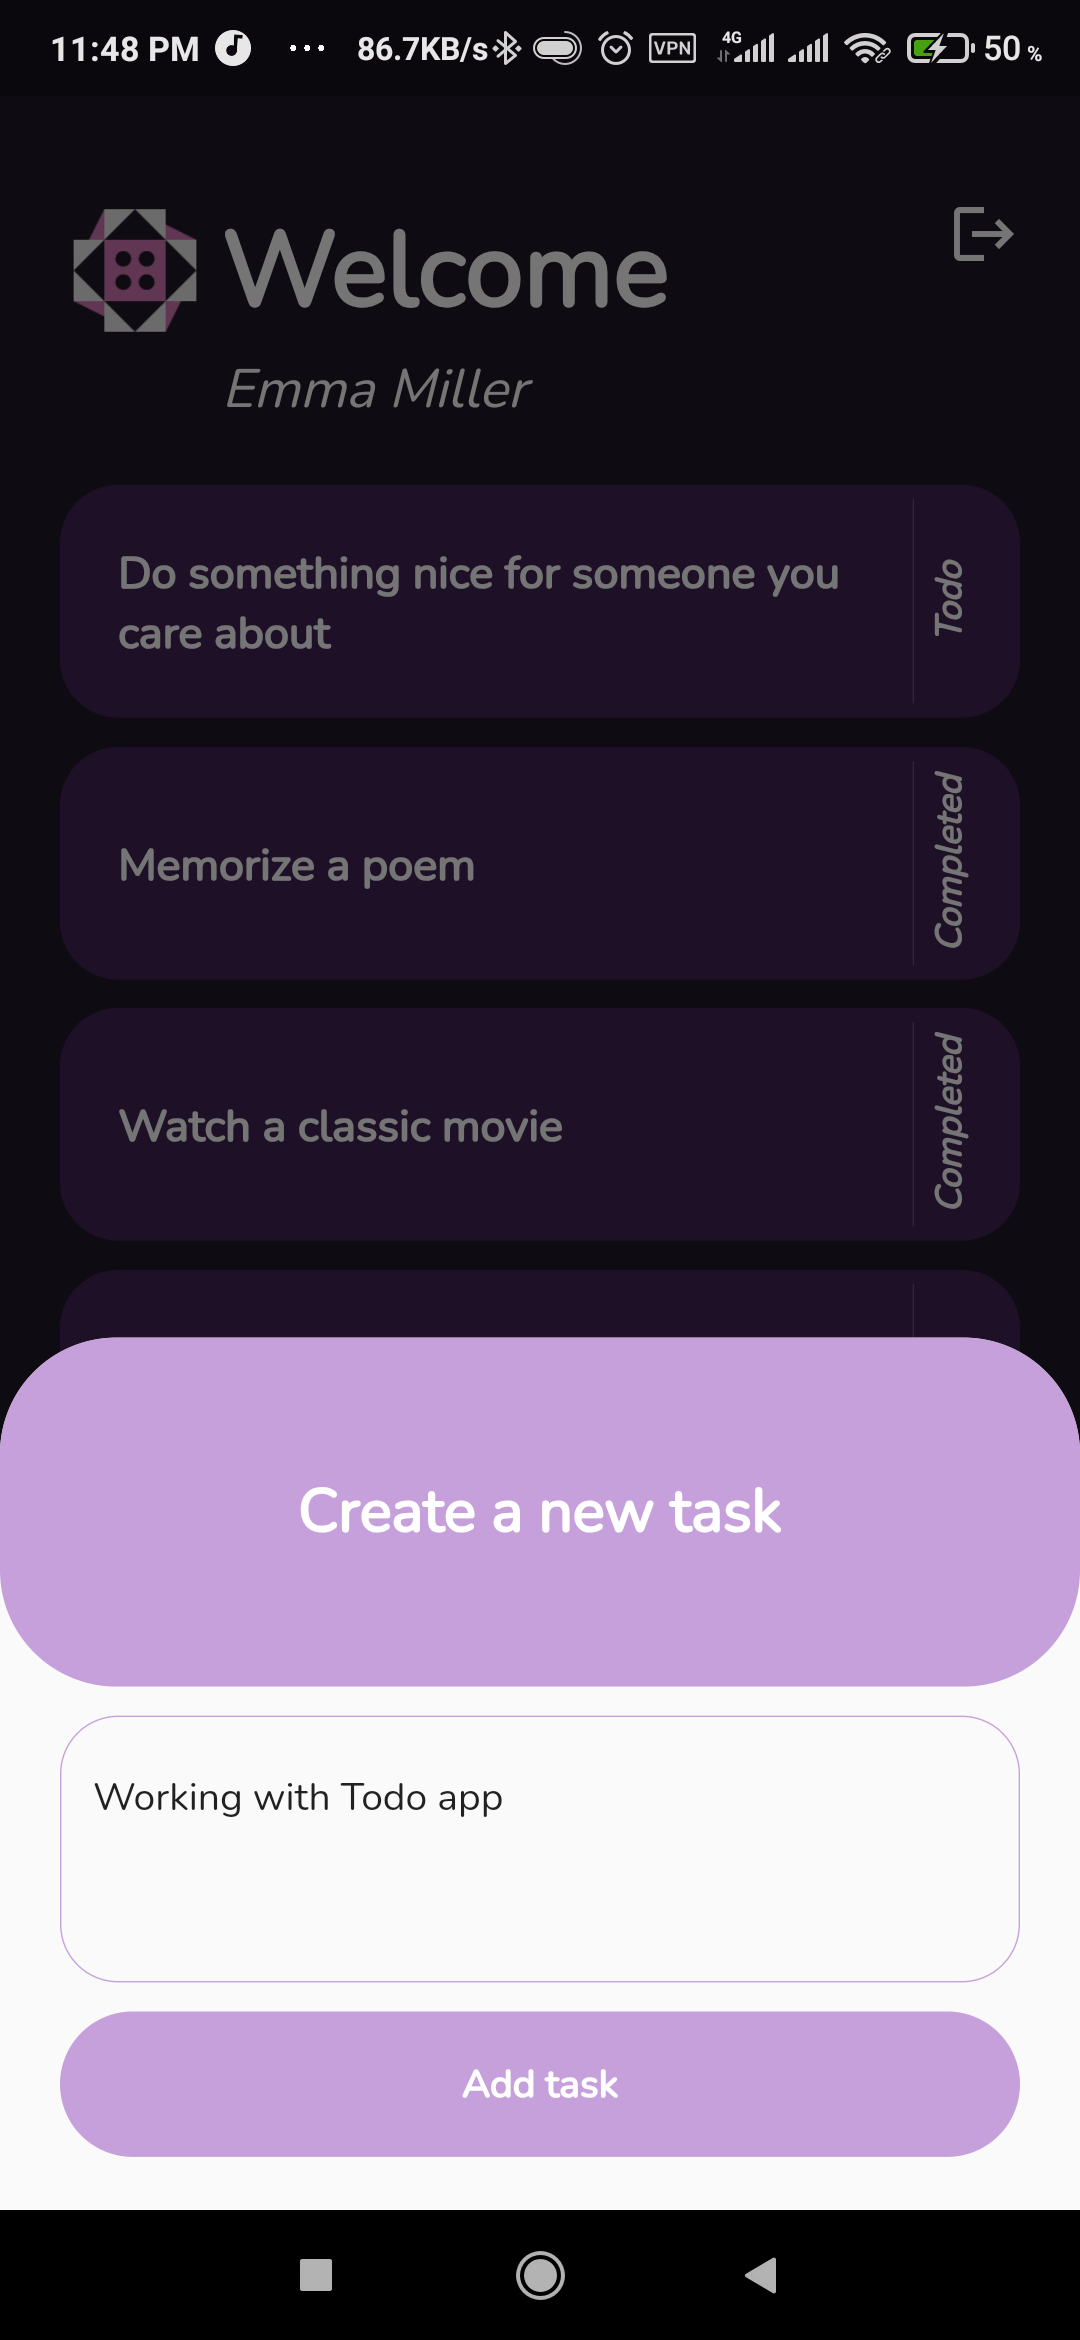 11:48 PM ... 86.7KB/s VPN 4G 50 %
Welcome
Emma Miller
Do something nice for someone you
care about
Todo
Memorize a poem
Completed
Watch a classic movie
Completed
Create a new task
Working with Todo app
Add task